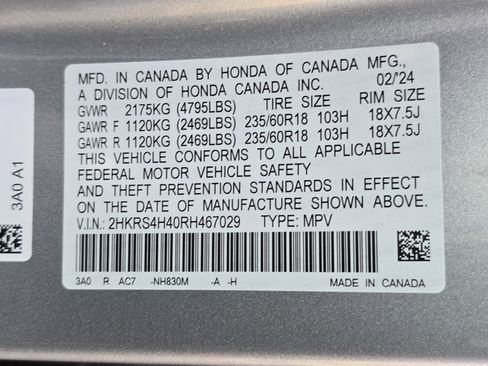 MFD. IN CANADA BY HONDA OF CANADA MFG.,
A DIVISION OF HONDA CANADA INC. 02/'24
GVWR 2175KG (4795LBS) TIRE SIZE RIM SIZE
GAWR F 1120KG (2469LBS) 235/60R18 103H 18X7.5J
GAWR R 1120KG (2469LBS) 235/60R18 103H 18X7.5J
THIS VEHICLE CONFORMS TO ALL APPLICABLE
FEDERAL MOTOR VEHICLE SAFETY
AND THEFT PREVENTION STANDARDS IN EFFECT
ON DATE OF MANUFACTURE SHOWN ABOVE.
V.I.N.: 2HKRS4H40RH467029 TYPE: MPV
3A0 R AC7 -NH830M -A -H MADE IN CANADA
3A0 A1